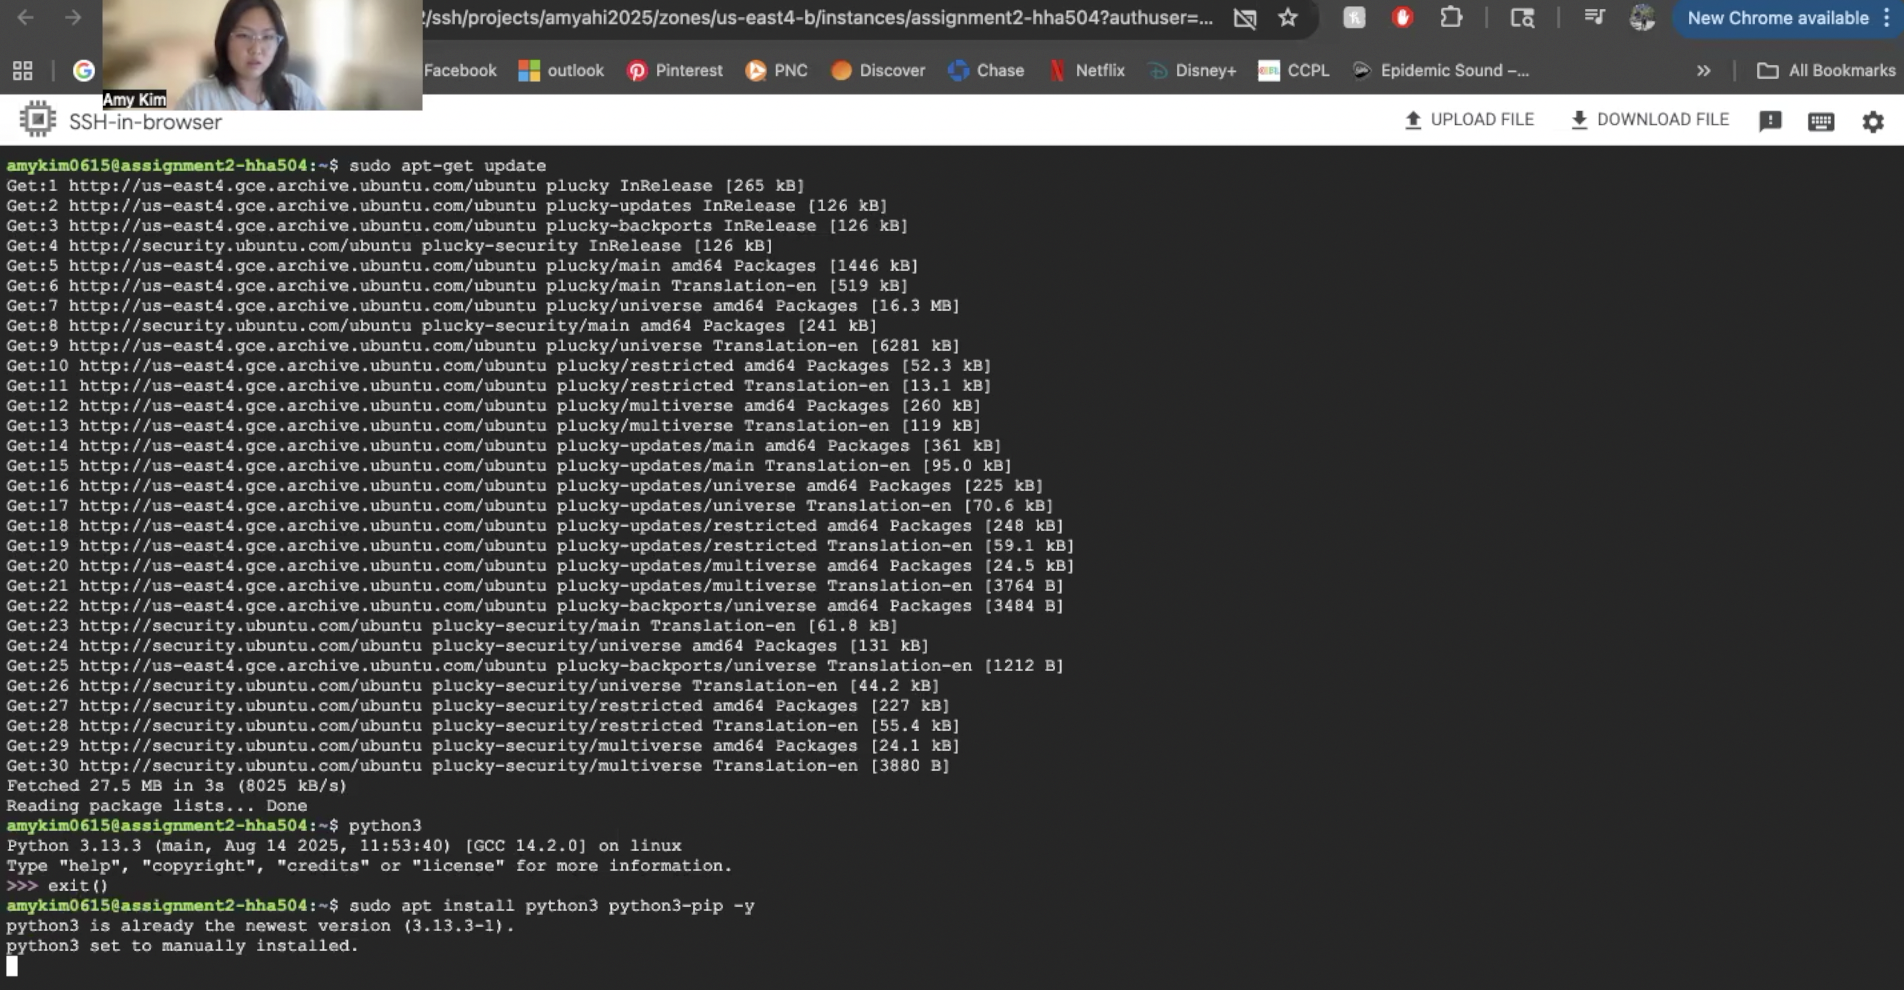 2/ssh/projects/amyahi2025/zones/us-east4-b/instances/assignment2-hha504?authuser=...
New Chrome available
Facebook outlook Pinterest PNC Discover Chase Netflix Disney+ CCPL Epidemic Sound –... » All Bookmarks
Amy Kim
SSH-in-browser
UPLOAD FILE DOWNLOAD FILE
amykim0615@assignment2-hha504:~$ sudo apt-get update
Get:1 http://us-east4.gce.archive.ubuntu.com/ubuntu plucky InRelease [265 kB]
Get:2 http://us-east4.gce.archive.ubuntu.com/ubuntu plucky-updates InRelease [126 kB]
Get:3 http://us-east4.gce.archive.ubuntu.com/ubuntu plucky-backports InRelease [126 kB]
Get:4 http://security.ubuntu.com/ubuntu plucky-security InRelease [126 kB]
Get:5 http://us-east4.gce.archive.ubuntu.com/ubuntu plucky/main amd64 Packages [1446 kB]
Get:6 http://us-east4.gce.archive.ubuntu.com/ubuntu plucky/main Translation-en [519 kB]
Get:7 http://us-east4.gce.archive.ubuntu.com/ubuntu plucky/universe amd64 Packages [16.3 MB]
Get:8 http://security.ubuntu.com/ubuntu plucky-security/main amd64 Packages [241 kB]
Get:9 http://us-east4.gce.archive.ubuntu.com/ubuntu plucky/universe Translation-en [6281 kB]
Get:10 http://us-east4.gce.archive.ubuntu.com/ubuntu plucky/restricted amd64 Packages [52.3 kB]
Get:11 http://us-east4.gce.archive.ubuntu.com/ubuntu plucky/restricted Translation-en [13.1 kB]
Get:12 http://us-east4.gce.archive.ubuntu.com/ubuntu plucky/multiverse amd64 Packages [260 kB]
Get:13 http://us-east4.gce.archive.ubuntu.com/ubuntu plucky/multiverse Translation-en [119 kB]
Get:14 http://us-east4.gce.archive.ubuntu.com/ubuntu plucky-updates/main amd64 Packages [361 kB]
Get:15 http://us-east4.gce.archive.ubuntu.com/ubuntu plucky-updates/main Translation-en [95.0 kB]
Get:16 http://us-east4.gce.archive.ubuntu.com/ubuntu plucky-updates/universe amd64 Packages [225 kB]
Get:17 http://us-east4.gce.archive.ubuntu.com/ubuntu plucky-updates/universe Translation-en [70.6 kB]
Get:18 http://us-east4.gce.archive.ubuntu.com/ubuntu plucky-updates/restricted amd64 Packages [248 kB]
Get:19 http://us-east4.gce.archive.ubuntu.com/ubuntu plucky-updates/restricted Translation-en [59.1 kB]
Get:20 http://us-east4.gce.archive.ubuntu.com/ubuntu plucky-updates/multiverse amd64 Packages [24.5 kB]
Get:21 http://us-east4.gce.archive.ubuntu.com/ubuntu plucky-updates/multiverse Translation-en [3764 B]
Get:22 http://us-east4.gce.archive.ubuntu.com/ubuntu plucky-backports/universe amd64 Packages [3484 B]
Get:23 http://security.ubuntu.com/ubuntu plucky-security/main Translation-en [61.8 kB]
Get:24 http://security.ubuntu.com/ubuntu plucky-security/universe amd64 Packages [131 kB]
Get:25 http://us-east4.gce.archive.ubuntu.com/ubuntu plucky-backports/universe Translation-en [1212 B]
Get:26 http://security.ubuntu.com/ubuntu plucky-security/universe Translation-en [44.2 kB]
Get:27 http://security.ubuntu.com/ubuntu plucky-security/restricted amd64 Packages [227 kB]
Get:28 http://security.ubuntu.com/ubuntu plucky-security/restricted Translation-en [55.4 kB]
Get:29 http://security.ubuntu.com/ubuntu plucky-security/multiverse amd64 Packages [24.1 kB]
Get:30 http://security.ubuntu.com/ubuntu plucky-security/multiverse Translation-en [3880 B]
Fetched 27.5 MB in 3s (8025 kB/s)
Reading package lists... Done
amykim0615@assignment2-hha504:~$ python3
Python 3.13.3 (main, Aug 14 2025, 11:53:40) [GCC 14.2.0] on linux
Type "help", "copyright", "credits" or "license" for more information.
>>> exit()
amykim0615@assignment2-hha504:~$ sudo apt install python3 python3-pip -y
python3 is already the newest version (3.13.3-1).
python3 set to manually installed.